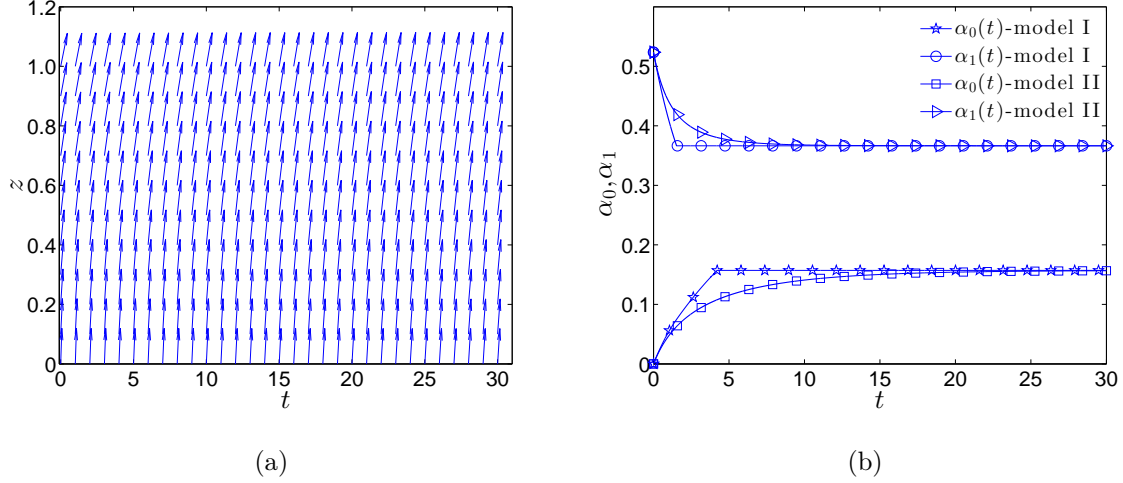 1.2
1.0
0.8
0.6
0.4
0.2
0
z
0 5 10 15 20 25 30
t
(a)
α₀(t)-model I
α₁(t)-model I
α₀(t)-model II
α₁(t)-model II
0.5
0.4
0.3
0.2
0.1
0
α₀,α₁
0 5 10 15 20 25 30
t
(b)